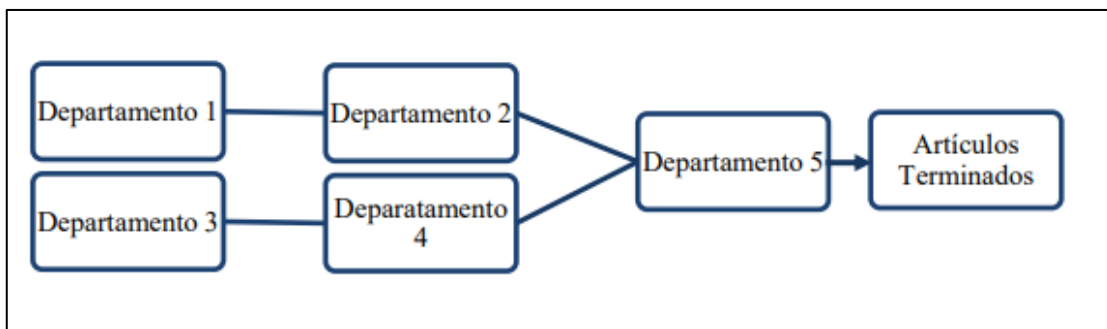 Departamento 1
Departamento 2
Departamento 3
Deparatamento
4
Departamento 5
Artículos
Terminados